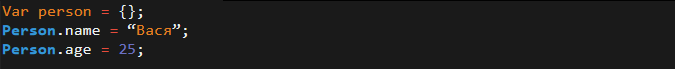 Var person = {};
Person.name = “Вася”;
Person.age = 25;